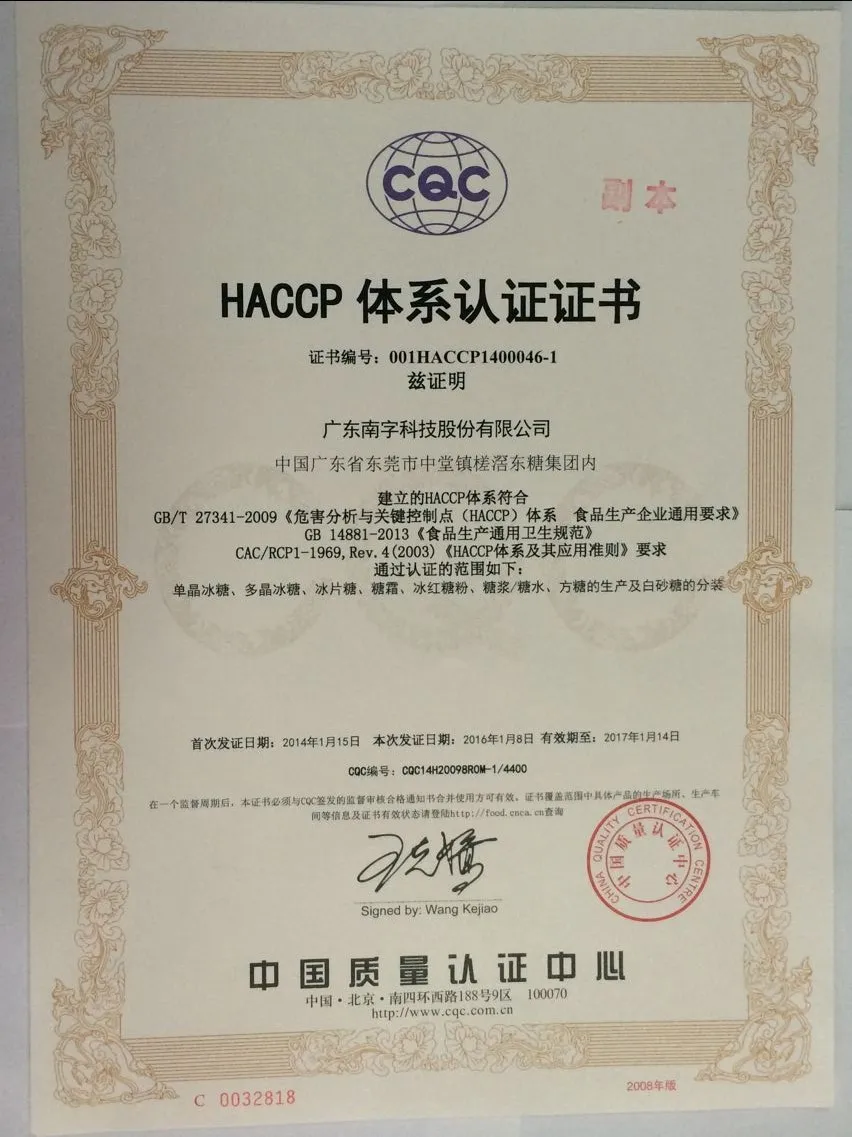 CQC
副本
HACCP 体系认证证书
证书编号：001HACCP1400046-1
兹证明
广东南字科技股份有限公司
中国广东省东莞市中堂镇槎滘东糖集团内
建立的HACCP体系符合
GB/T 27341-2009《危害分析与关键控制点（HACCP）体系　食品生产企业通用要求》
GB 14881-2013《食品生产通用卫生规范》
CAC/RCP1-1969,Rev.4(2003)《HACCP体系及其应用准则》要求
通过认证的范围如下：
单晶冰糖、多晶冰糖、冰片糖、糖霜、冰红糖粉、糖浆/糖水、方糖的生产及白砂糖的分装
首次发证日期：2014年1月15日 本次发证日期：2016年1月8日 有效期至：2017年1月14日
CQC编号：CQC14H20098R0M-1/4400
在一个监督周期后，本证书必须与CQC签发的监督审核合格通知书合并使用方可有效。证书覆盖范围中具体产品的生产场所、生产车
间等信息及证书有效状态请登陆http://food.cnca.cn查询
王克娇
Signed by: Wang Kejiao
CHINA QUALITY CERTIFICATION CENTRE
中国质量认证中心
中国质量认证中心
中国·北京·南四环西路188号9区 100070
http://www.cqc.com.cn
C 0032818
2008年版